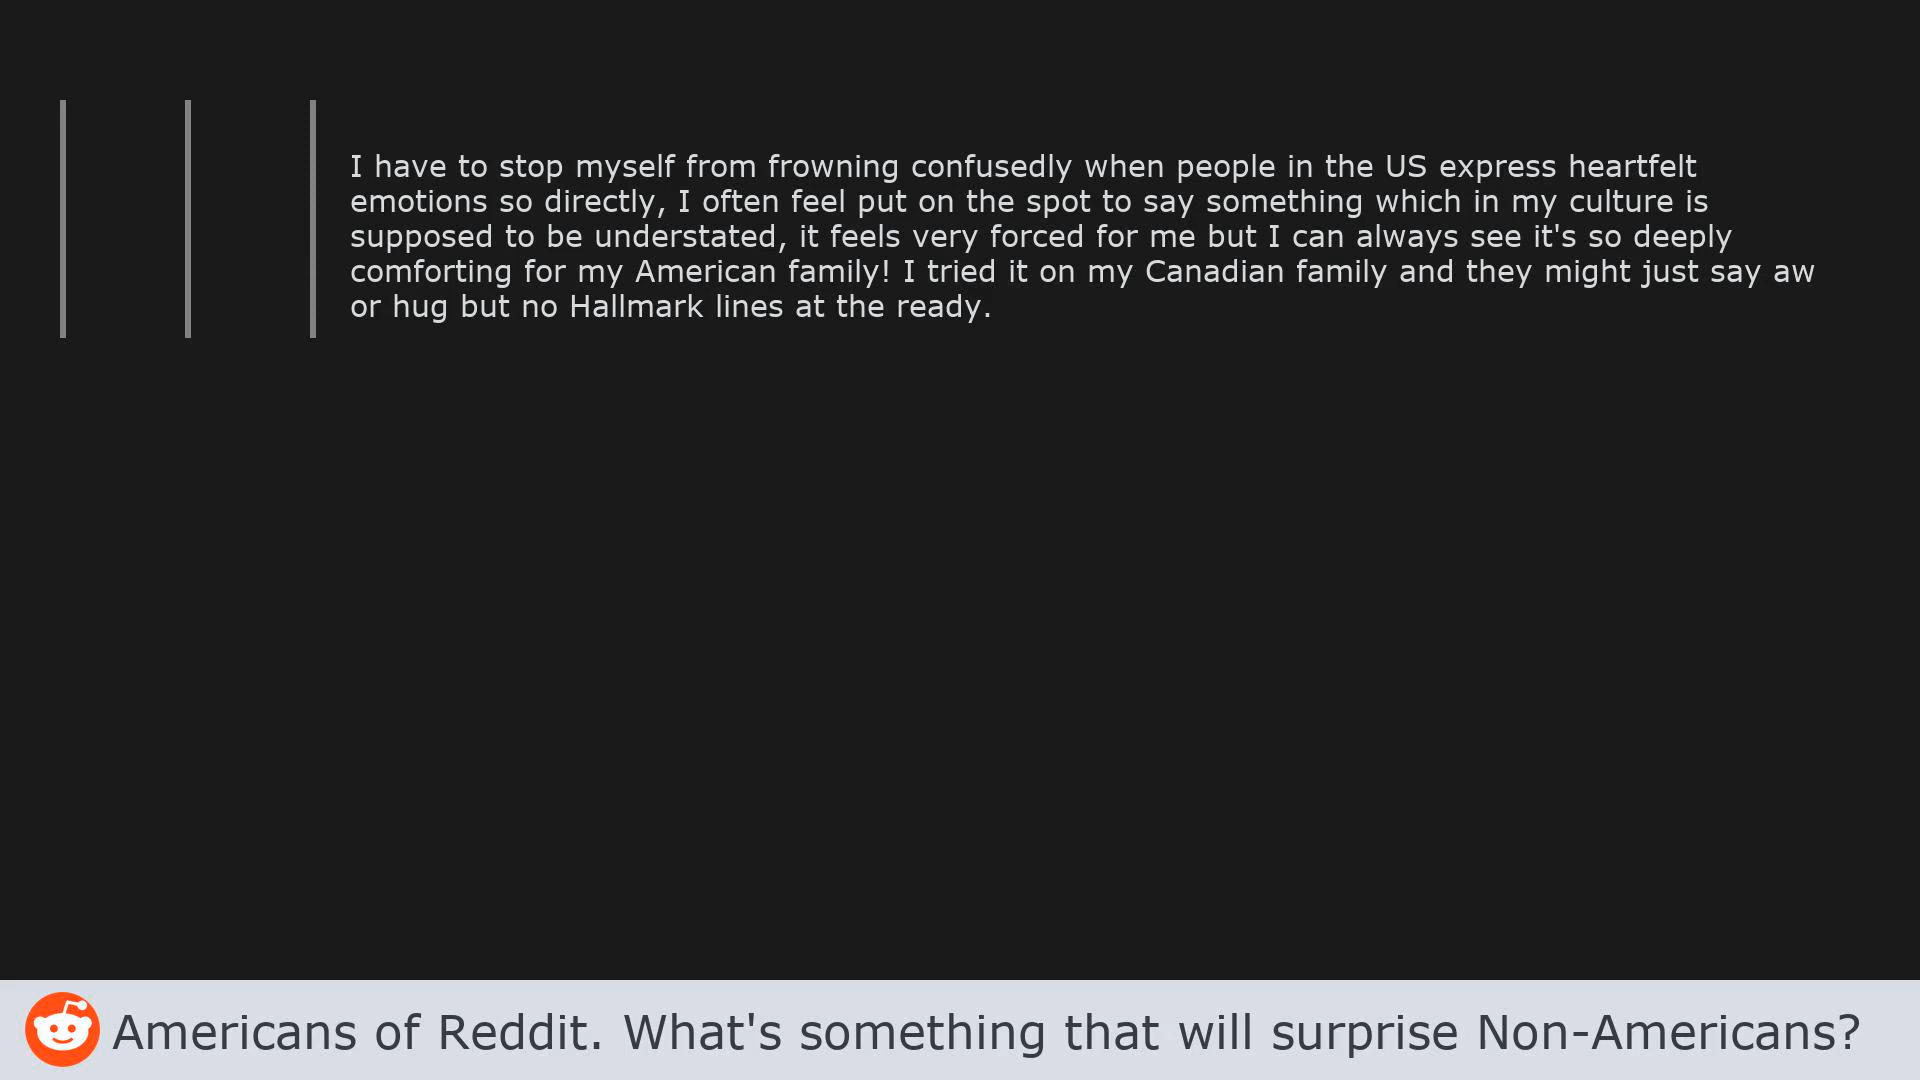 I have to stop myself from frowning confusedly when people in the US express heartfelt
emotions so directly, I often feel put on the spot to say something which in my culture is
supposed to be understated, it feels very forced for me but I can always see it's so deeply
comforting for my American family! I tried it on my Canadian family and they might just say aw
or hug but no Hallmark lines at the ready.
Americans of Reddit. What's something that will surprise Non-Americans?